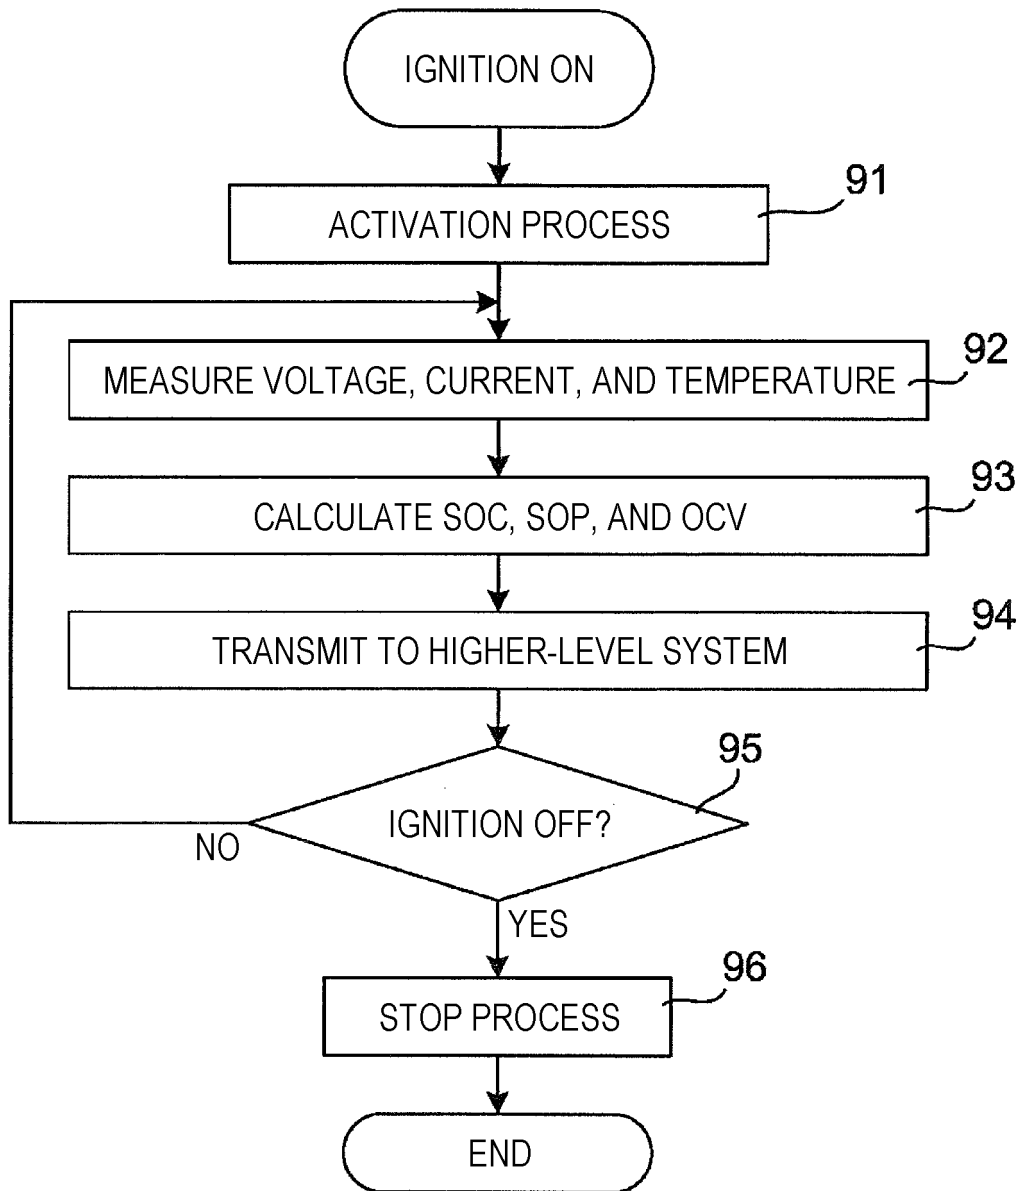 IGNITION ON
91
ACTIVATION PROCESS
92
MEASURE VOLTAGE, CURRENT, AND TEMPERATURE
93
CALCULATE SOC, SOP, AND OCV
94
TRANSMIT TO HIGHER-LEVEL SYSTEM
95
IGNITION OFF?
NO
YES
96
STOP PROCESS
END